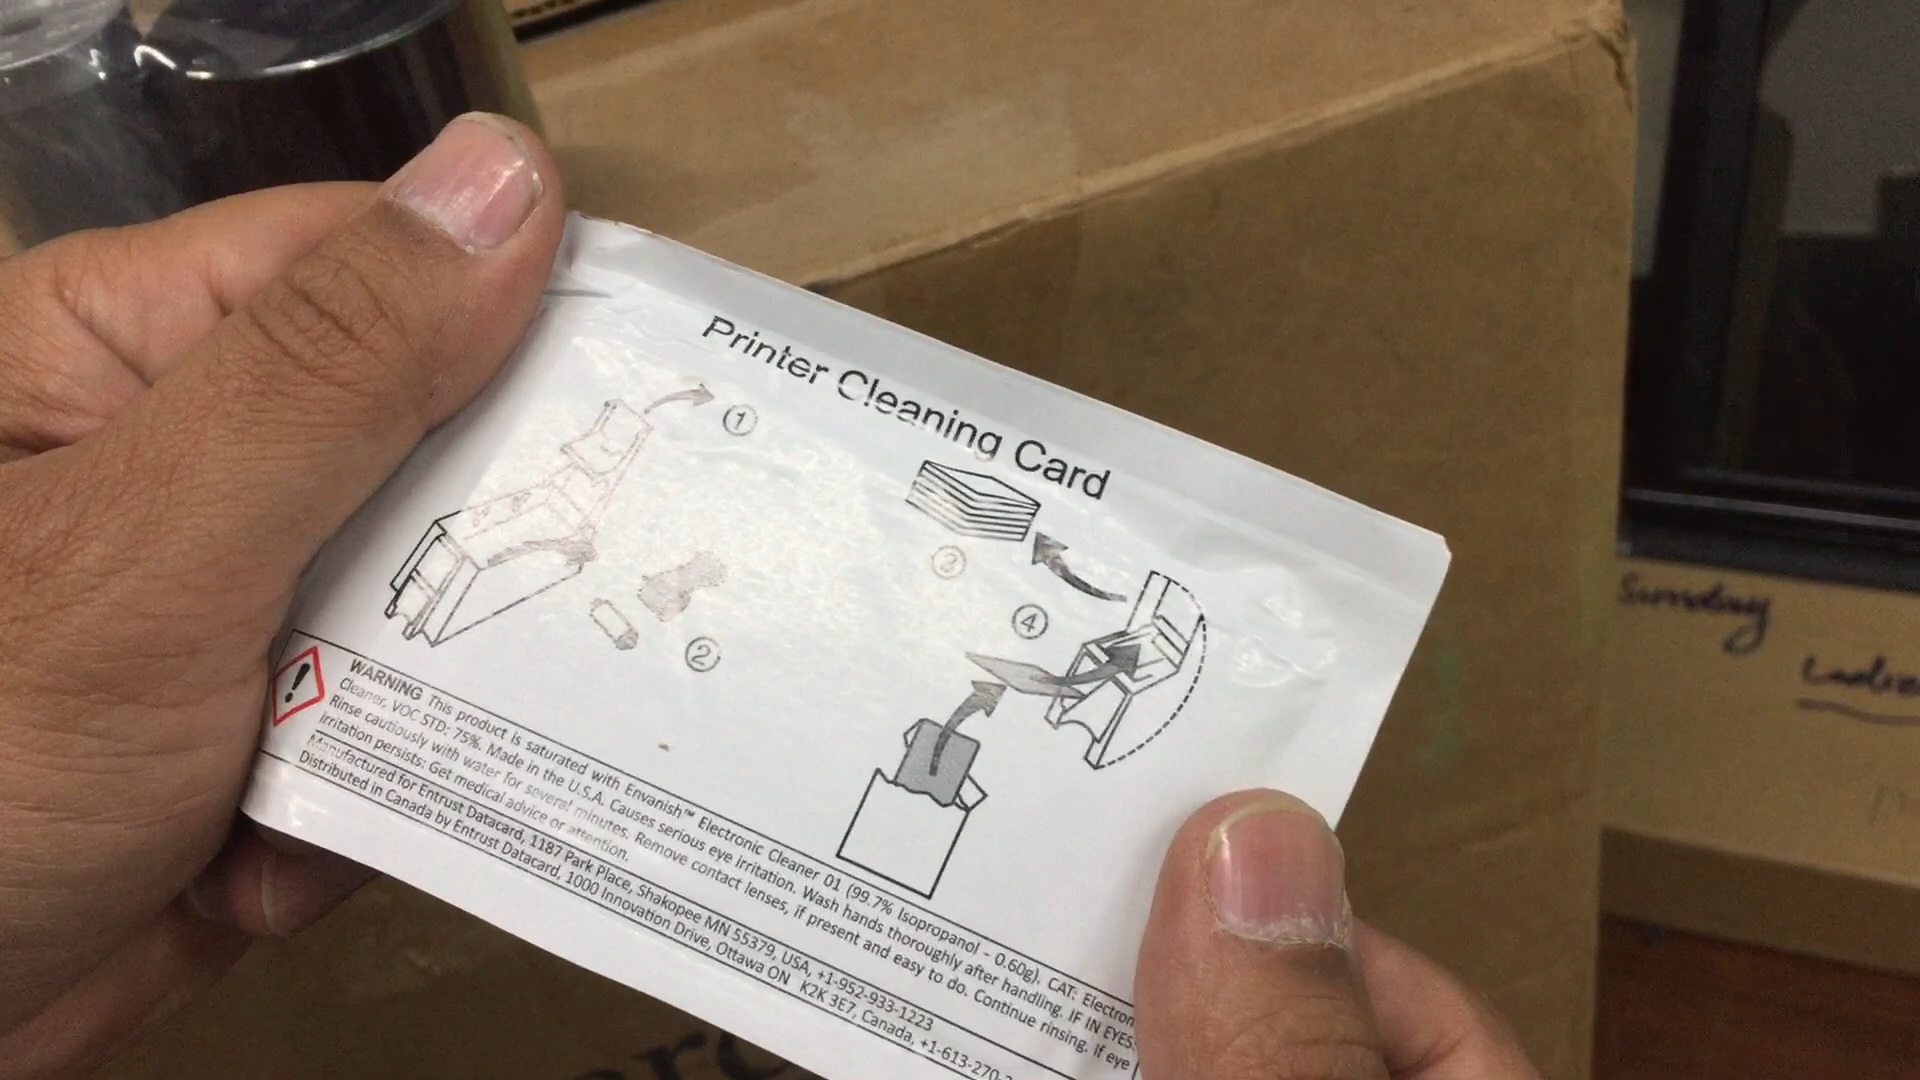 Printer Cleaning Card
1
2
3
4
WARNING This product is saturated with Envanish™ Electronic Cleaner 01 (99.7% Isopropanol - 0.60g). CAT: Electron
Cleaner, VOC STD: 75%. Made in the U.S.A. Causes serious eye irritation. Wash hands thoroughly after handling. IF IN EYES:
Rinse cautiously with water for several minutes. Remove contact lenses, if present and easy to do. Continue rinsing. If eye
irritation persists: Get medical advice or attention.
Manufactured for Entrust Datacard, 1187 Park Place, Shakopee MN 55379, USA, +1-952-933-1223
Distributed in Canada by Entrust Datacard, 1000 Innovation Drive, Ottawa ON K2K 3E7, Canada, +1-613-270-
Sunday